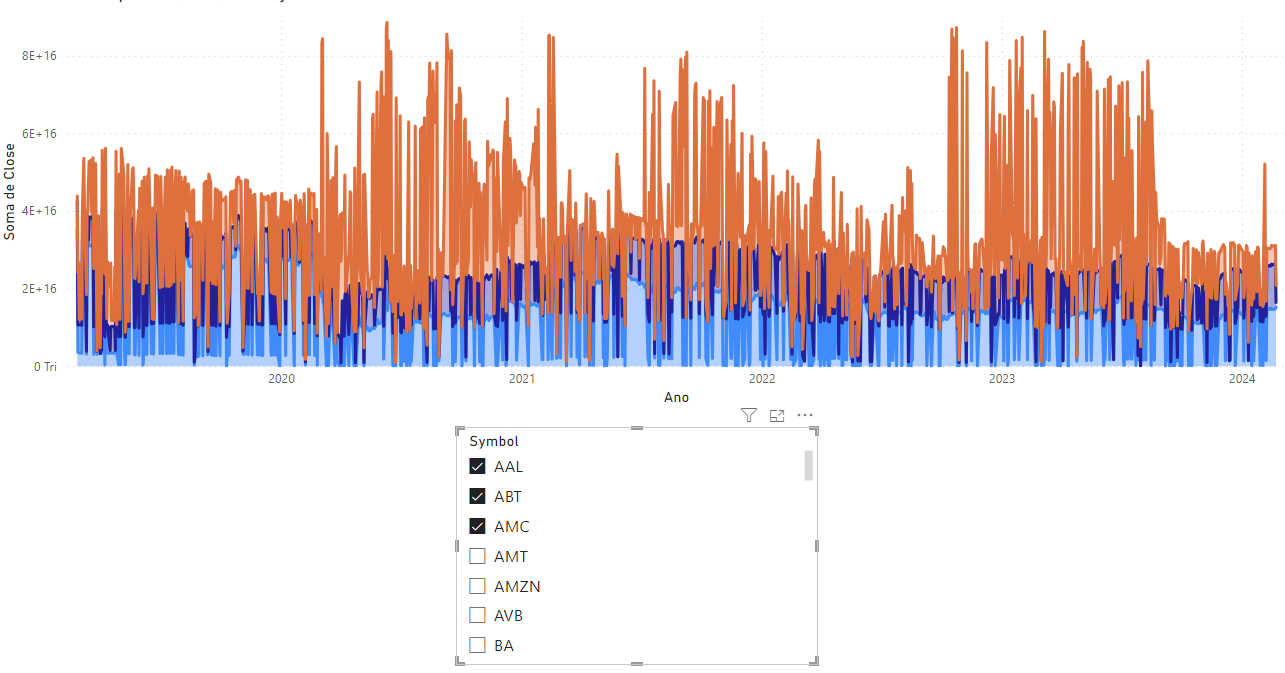 8E+16
6E+16
4E+16
2E+16
0 Tri
Soma de Close
2020 2021 2022 2023 2024
Ano
Symbol
AAL
ABT
AMC
AMT
AMZN
AVB
BA